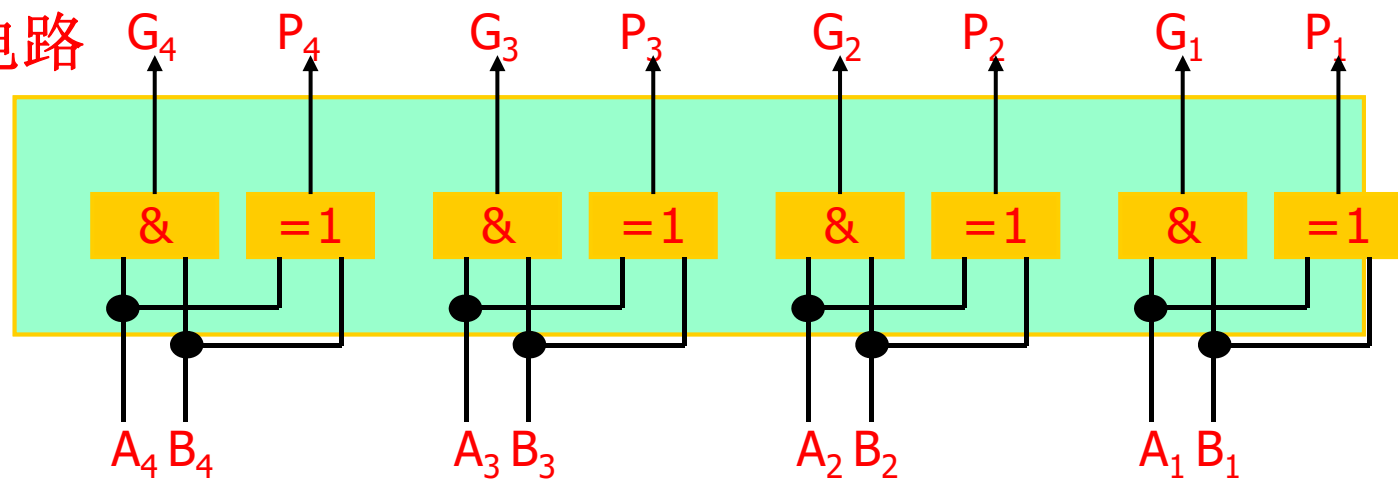 电路 G₄ P₄ G₃ P₃ G₂ P₂ G₁ P₁
& =1 & =1 & =1 & =1
A₄ B₄ A₃ B₃ A₂ B₂ A₁ B₁